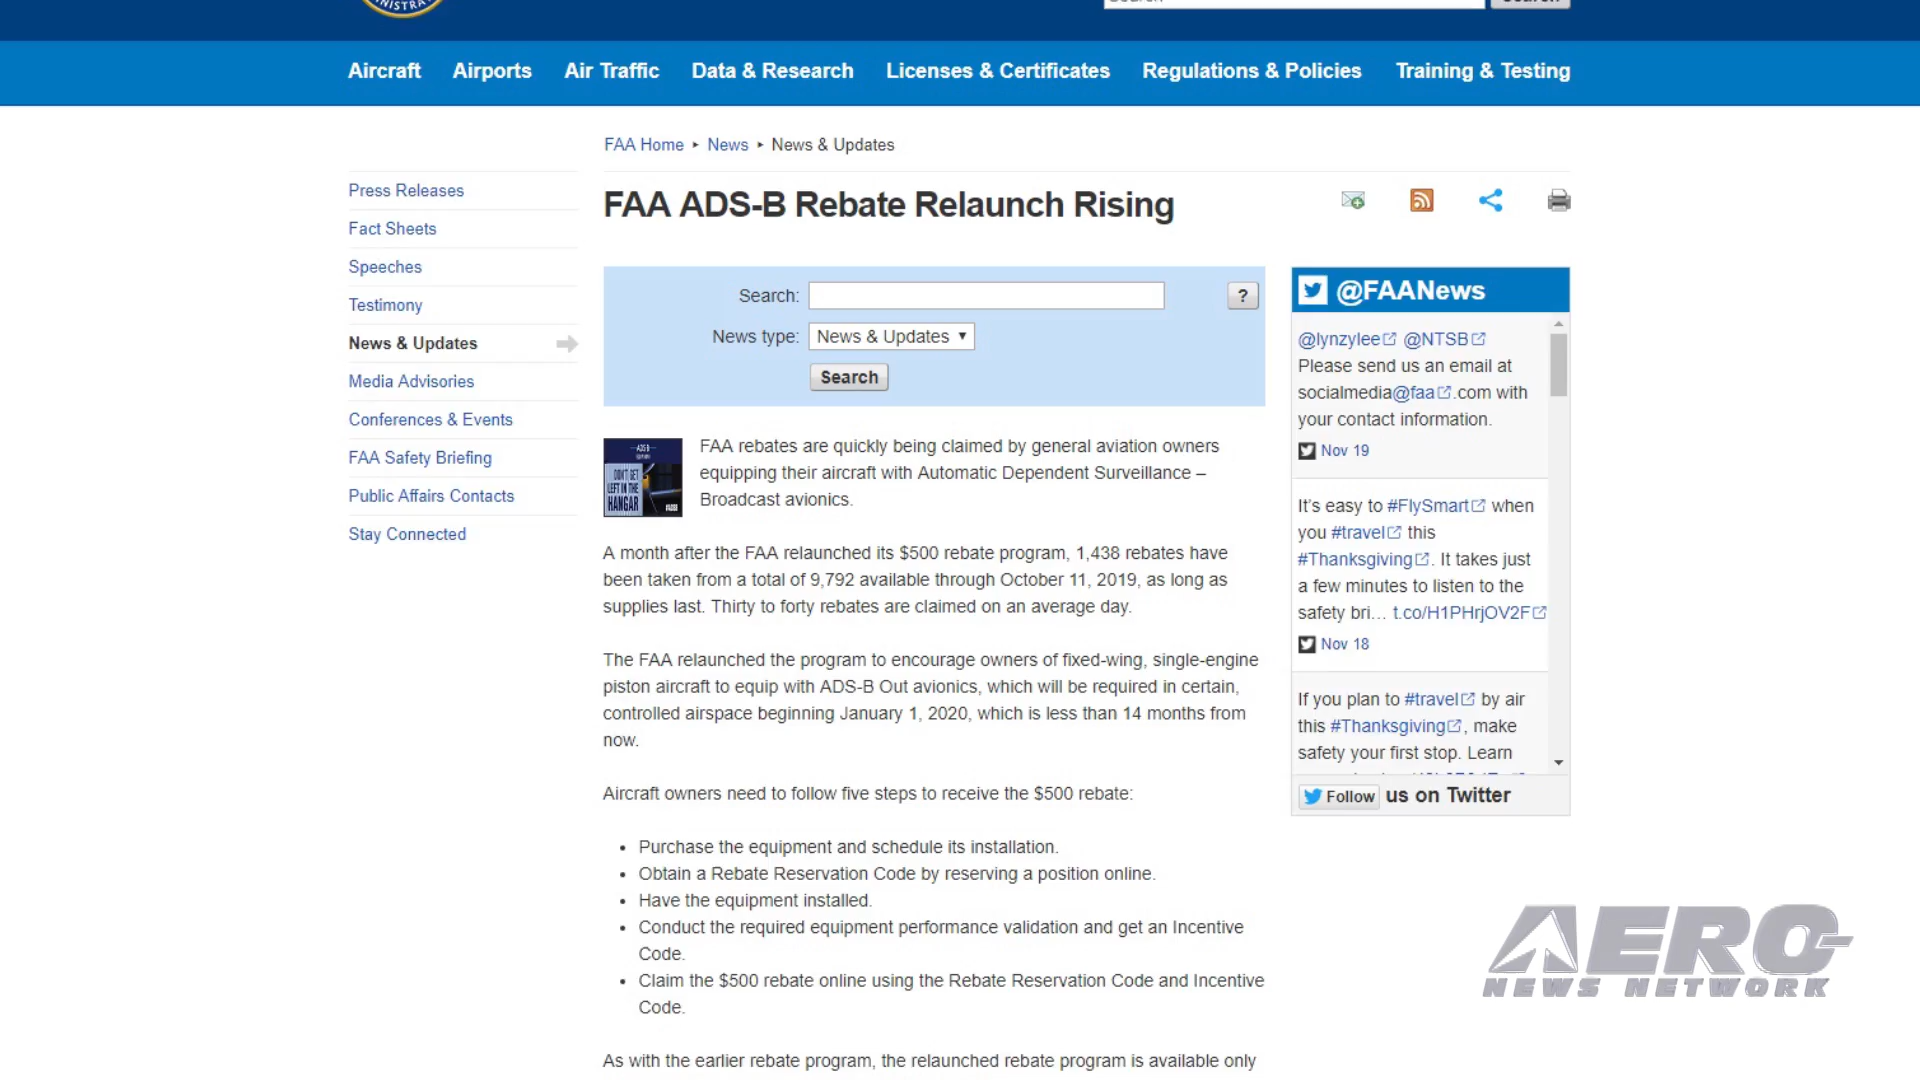 Aircraft Airports Air Traffic Data & Research Licenses & Certificates Regulations & Policies Training & Testing
FAA Home ▸ News ▸ News & Updates
Press Releases
Fact Sheets
Speeches
Testimony
News & Updates
Media Advisories
Conferences & Events
FAA Safety Briefing
Public Affairs Contacts
Stay Connected
FAA ADS-B Rebate Relaunch Rising
Search:
?
News type: News & Updates
Search
DON'T GET
LEFT IN THE
HANGAR
FAA rebates are quickly being claimed by general aviation owners
equipping their aircraft with Automatic Dependent Surveillance –
Broadcast avionics.
A month after the FAA relaunched its $500 rebate program, 1,438 rebates have
been taken from a total of 9,792 available through October 11, 2019, as long as
supplies last. Thirty to forty rebates are claimed on an average day.
The FAA relaunched the program to encourage owners of fixed-wing, single-engine
piston aircraft to equip with ADS-B Out avionics, which will be required in certain,
controlled airspace beginning January 1, 2020, which is less than 14 months from
now.
Aircraft owners need to follow five steps to receive the $500 rebate:
• Purchase the equipment and schedule its installation.
• Obtain a Rebate Reservation Code by reserving a position online.
• Have the equipment installed.
• Conduct the required equipment performance validation and get an Incentive
Code.
• Claim the $500 rebate online using the Rebate Reservation Code and Incentive
Code.
As with the earlier rebate program, the relaunched rebate program is available only
@FAANews
@lynzylee @NTSB
Please send us an email at
socialmedia@faa.com with
your contact information.
Nov 19
It's easy to #FlySmart when
you #travel this
#Thanksgiving. It takes just
a few minutes to listen to the
safety bri... t.co/H1PHrjOV2F
Nov 18
If you plan to #travel by air
this #Thanksgiving, make
safety your first stop. Learn
Follow us on Twitter
AERO-
NEWS NETWORK